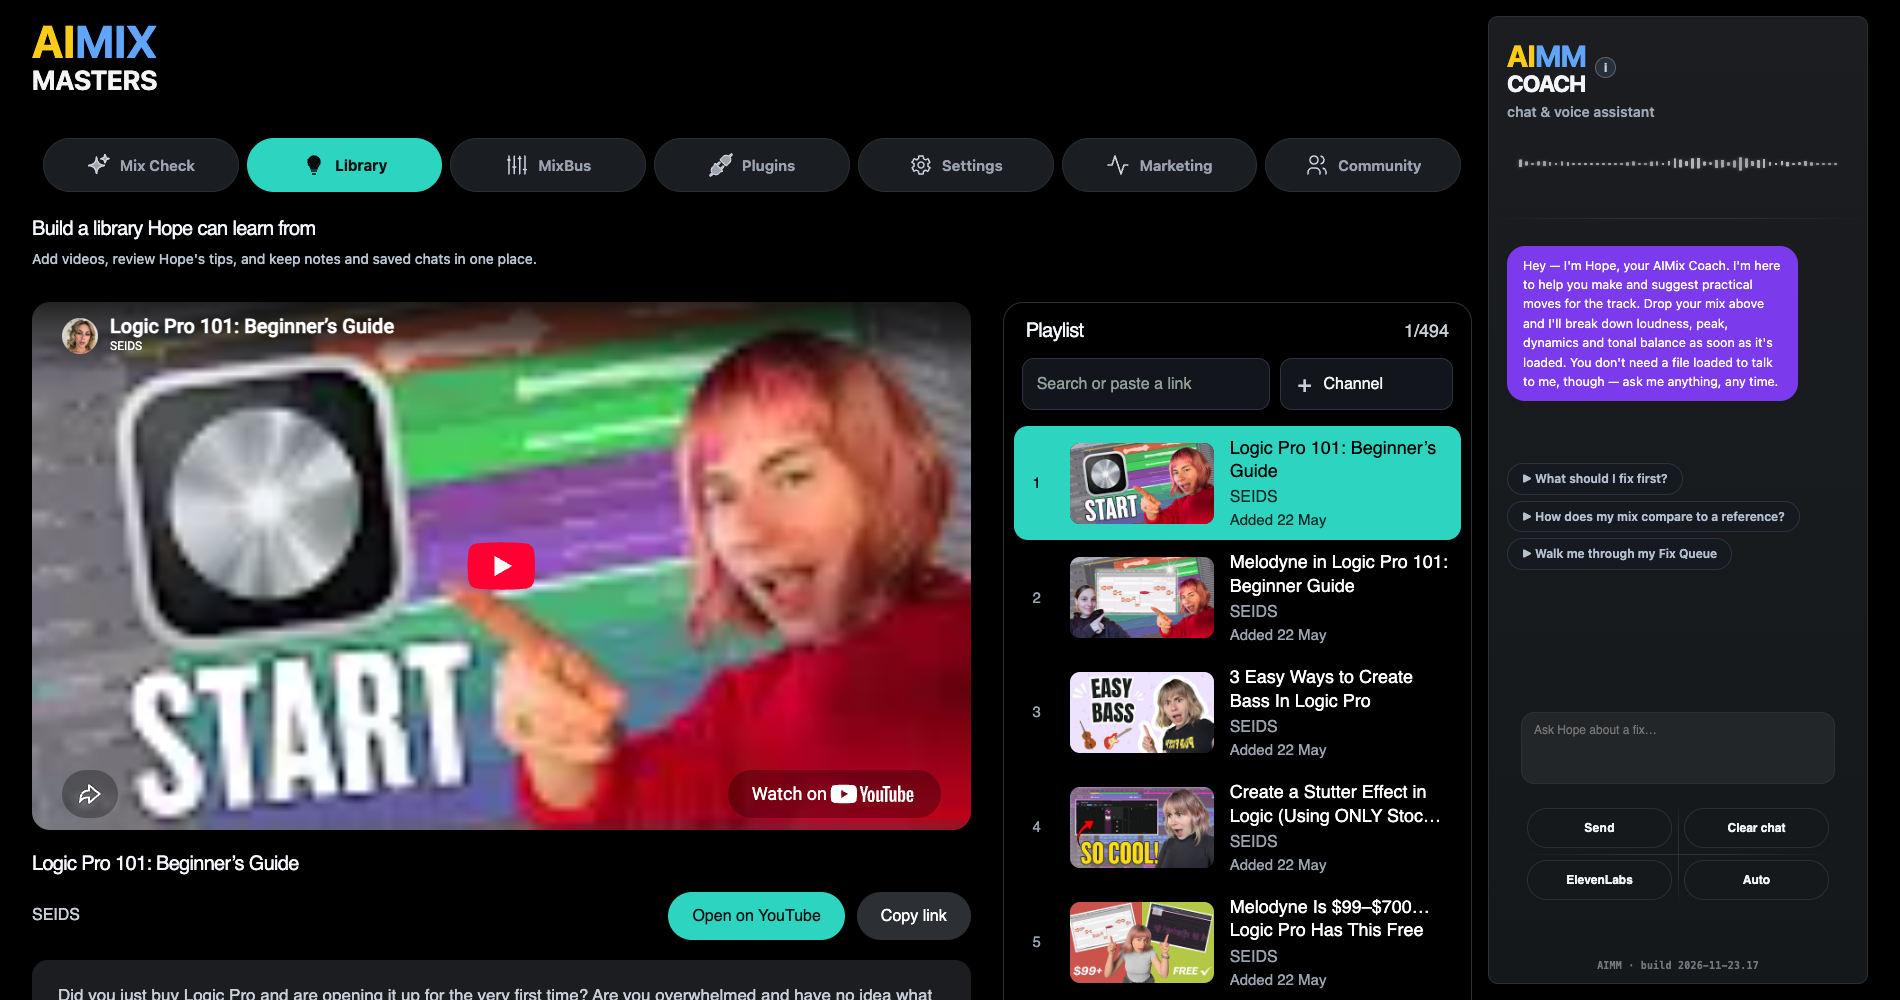 AIMIX
MASTERS
Mix Check
Library
MixBus
Plugins
Settings
Marketing
Community
Build a library Hope can learn from
Add videos, review Hope's tips, and keep notes and saved chats in one place.
Logic Pro 101: Beginner’s Guide
SEIDS
START
Watch on YouTube
Logic Pro 101: Beginner’s Guide
SEIDS
Open on YouTube
Copy link
Did you just buy Logic Pro and are opening it up for the very first time? Are you overwhelmed and have no idea what
Playlist
1/494
Search or paste a link
+ Channel
1
START
Logic Pro 101: Beginner’s
Guide
SEIDS
Added 22 May
2
Melodyne in Logic Pro 101:
Beginner Guide
SEIDS
Added 22 May
3
EASY
BASS
3 Easy Ways to Create
Bass In Logic Pro
SEIDS
Added 22 May
4
SO COOL!
Create a Stutter Effect in
Logic (Using ONLY Stoc…
SEIDS
Added 22 May
5
$99+
FREE
Melodyne Is $99–$700…
Logic Pro Has This Free
SEIDS
Added 22 May
AIMM
COACH
i
chat & voice assistant
Hey — I'm Hope, your AIMix Coach. I'm here
to help you make and suggest practical
moves for the track. Drop your mix above
and I'll break down loudness, peak,
dynamics and tonal balance as soon as it's
loaded. You don't need a file loaded to talk
to me, though — ask me anything, any time.
What should I fix first?
How does my mix compare to a reference?
Walk me through my Fix Queue
Ask Hope about a fix…
Send
Clear chat
ElevenLabs
Auto
AIMM · build 2026-11-23.17